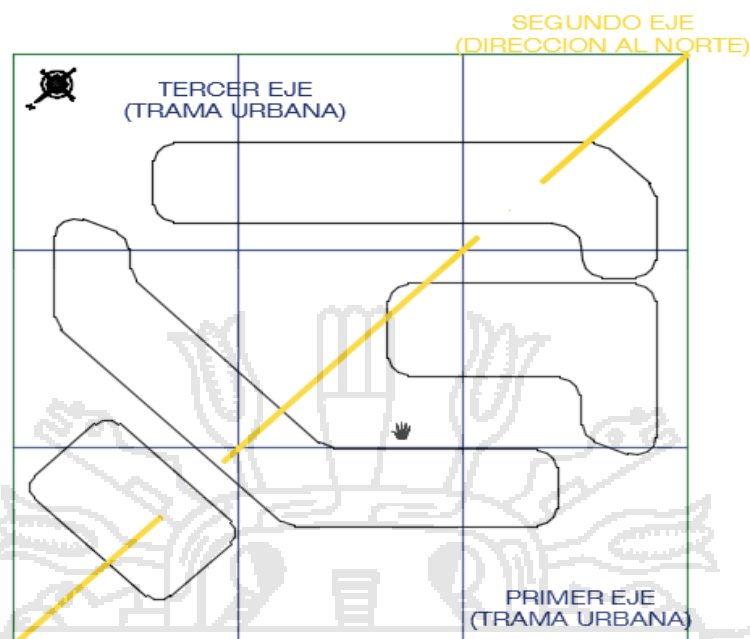 SEGUNDO EJE
(DIRECCION AL NORTE)
TERCER EJE
(TRAMA URBANA)
PRIMER EJE
(TRAMA URBANA)